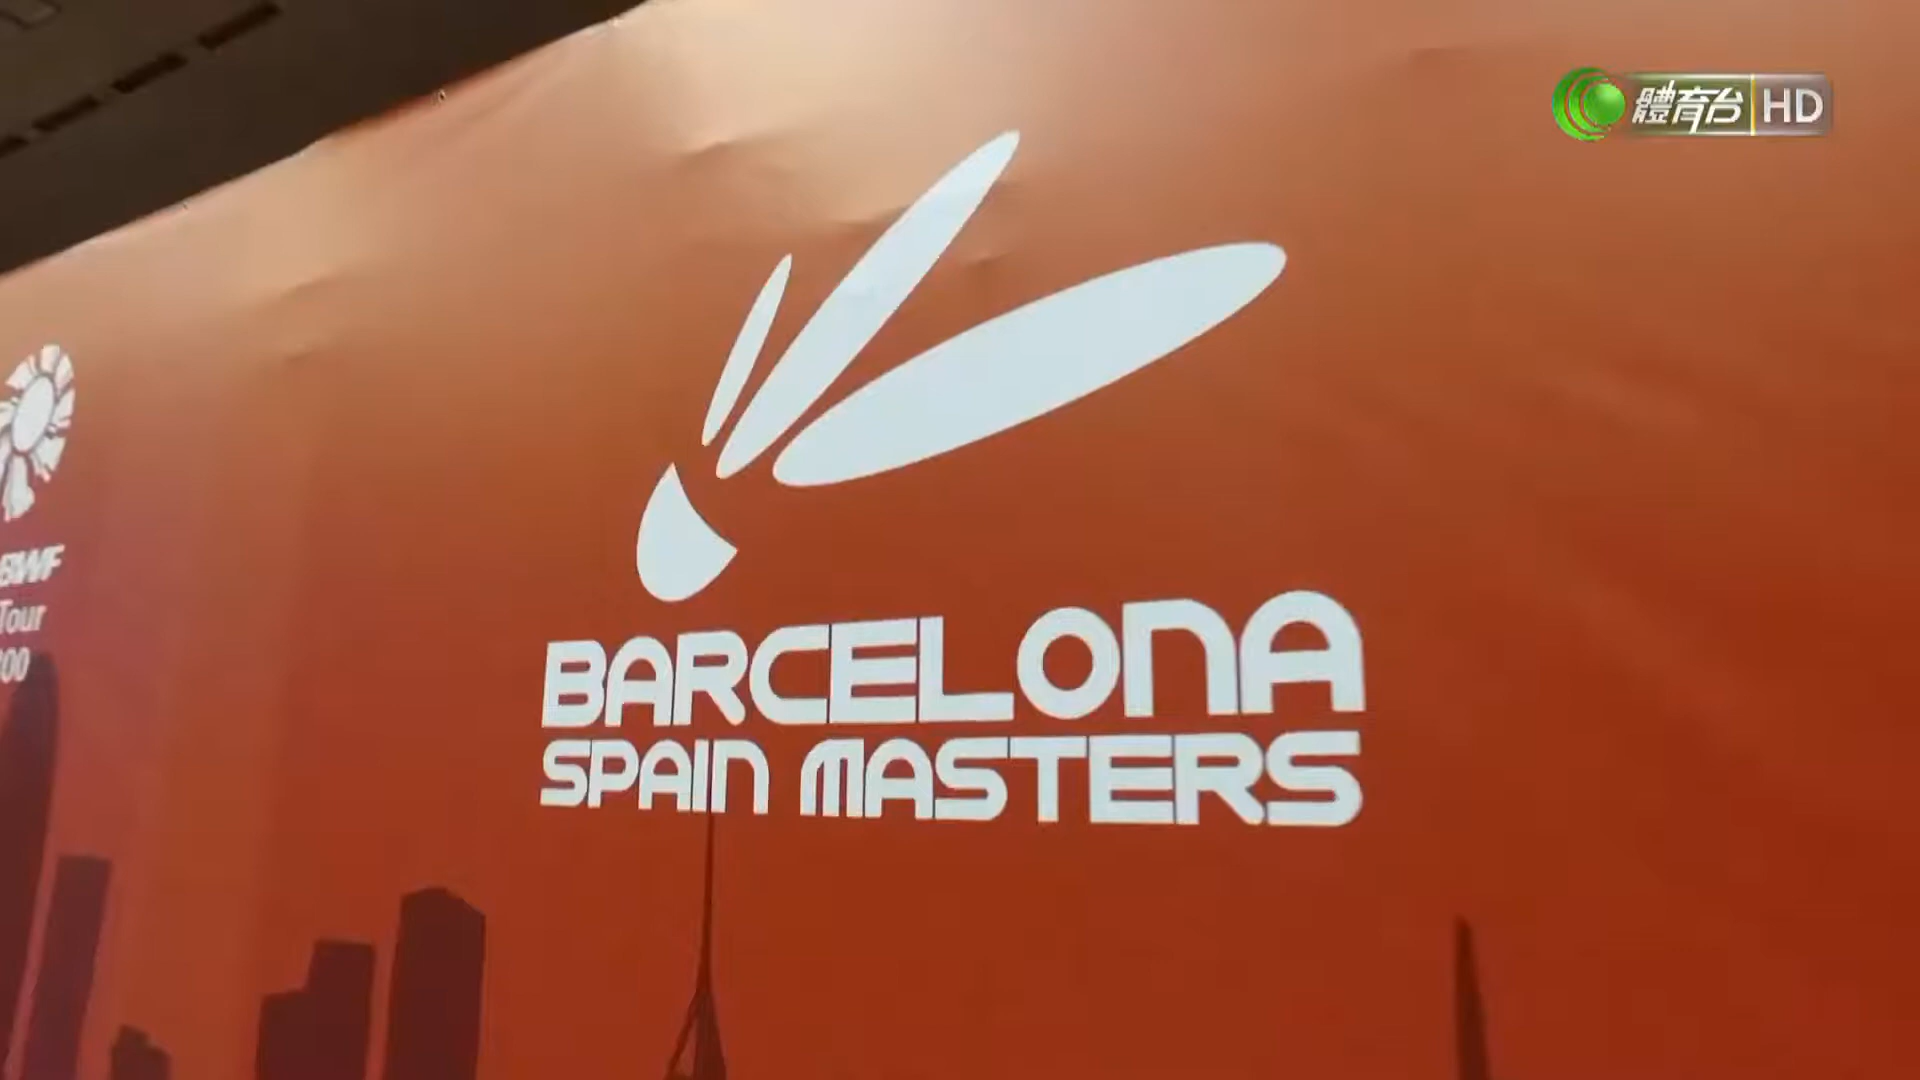 體育台 HD
BWF
Tour
BARCELONA
SPAIN MASTERS